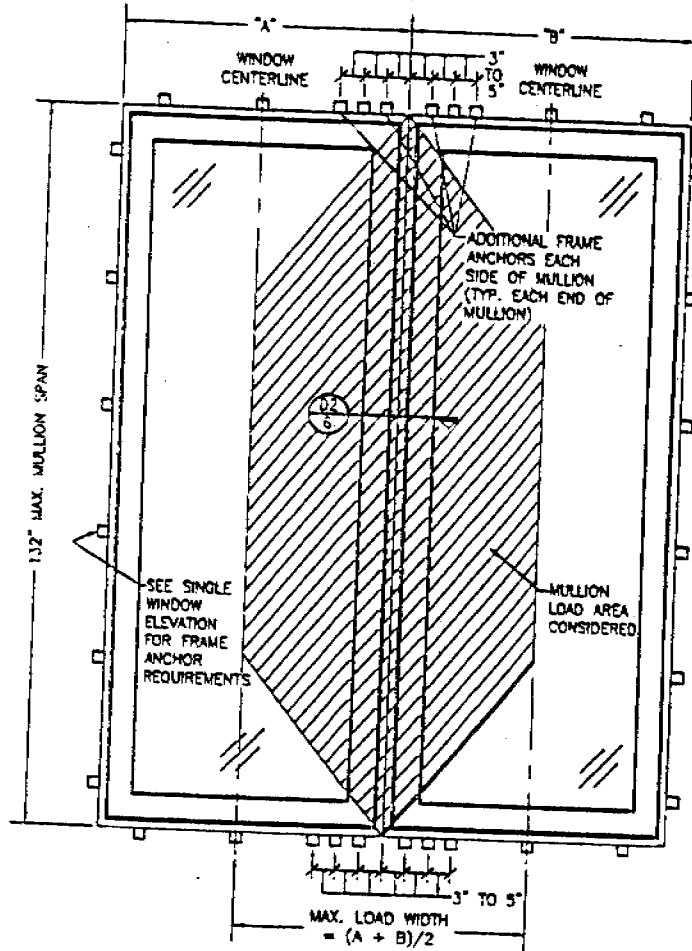 "A"
"B"
WINDOW
CENTERLINE
3"
TO
5"
WINDOW
CENTERLINE
132" MAX. MULLION SPAN
ADDITIONAL FRAME
ANCHORS EACH
SIDE OF MULLION
(TYP. EACH END OF
MULLION)
D2
6
SEE SINGLE
WINDOW
ELEVATION
FOR FRAME
ANCHOR
REQUIREMENTS
MULLION
LOAD AREA
CONSIDERED
3" TO 5"
MAX. LOAD WIDTH
= (A + B)/2